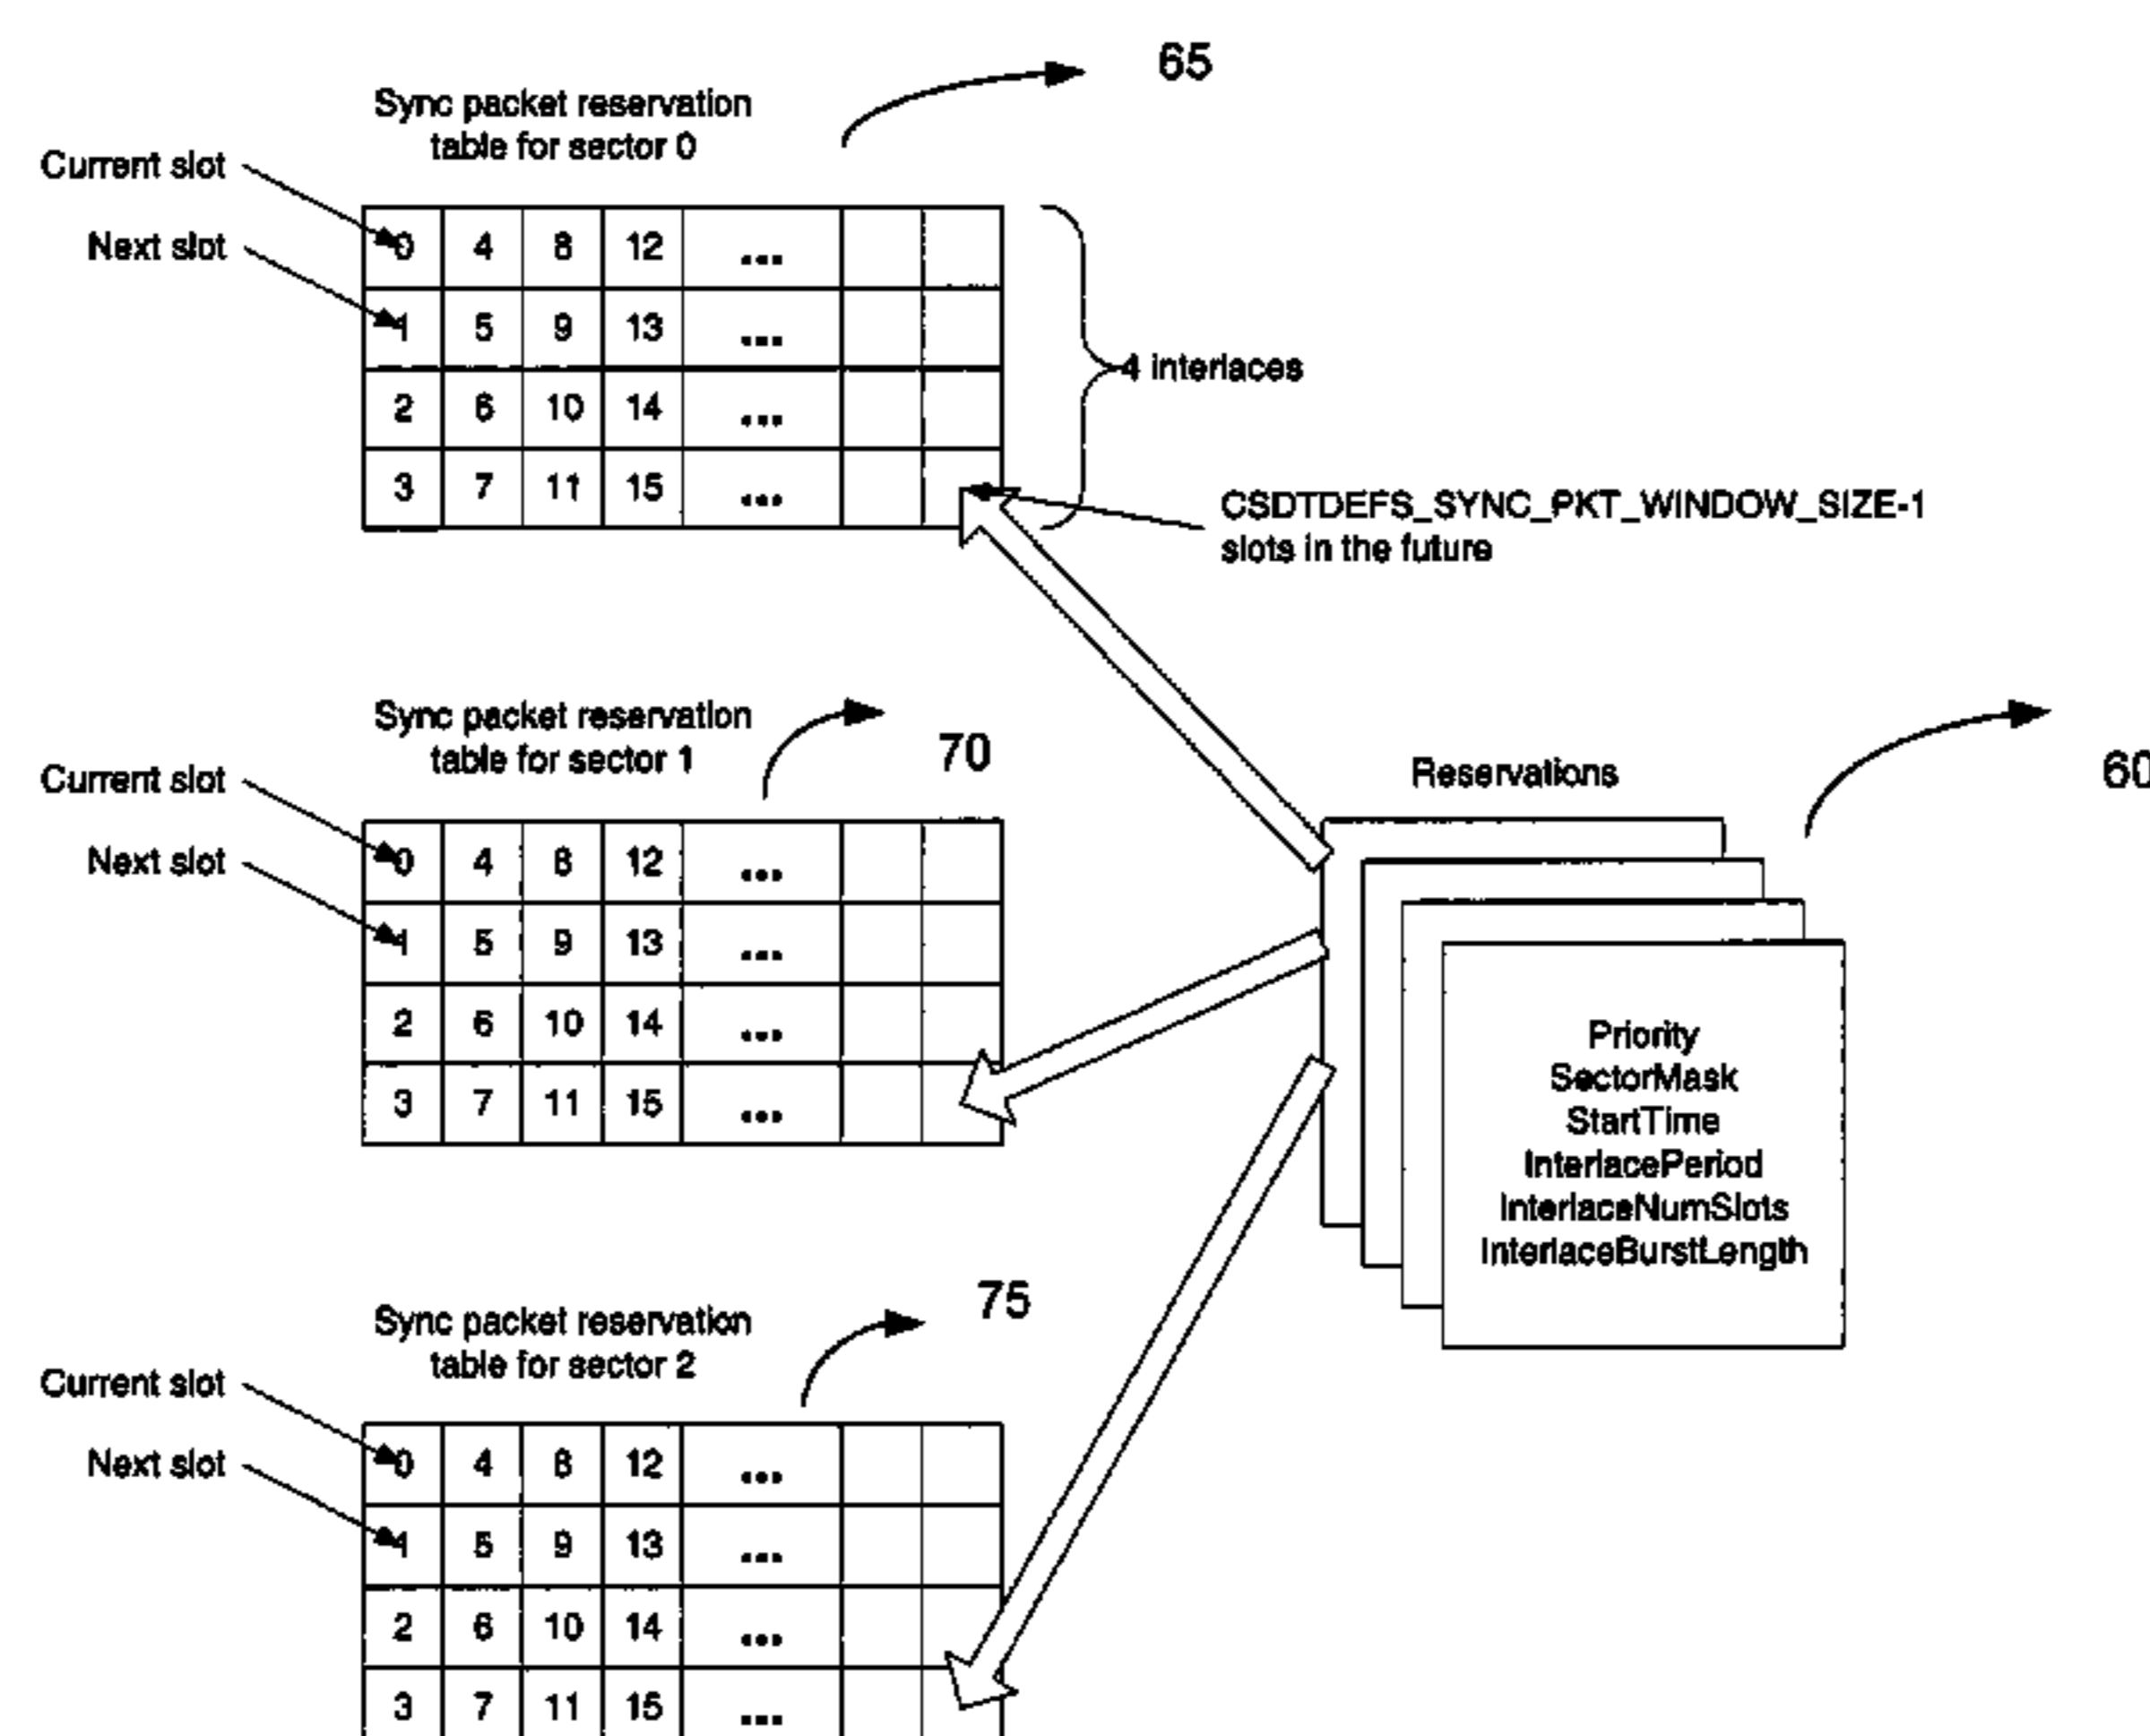 65
Sync packet reservation
table for sector 0
Current slot
Next slot
0 4 8 12 ...
1 5 9 13 ...
2 6 10 14 ...
3 7 11 15 ...
4 interlaces
CSDTDEFS_SYNC_PKT_WINDOW_SIZE-1
slots in the future
Sync packet reservation
table for sector 1
70
Current slot
Next slot
0 4 8 12 ...
1 5 9 13 ...
2 6 10 14 ...
3 7 11 15 ...
Reservations
60
Priority
SectorMask
StartTime
InterlacePeriod
InterlaceNumSlots
InterlaceBurstLength
Sync packet reservation
table for sector 2
75
Current slot
Next slot
0 4 8 12 ...
1 5 9 13 ...
2 6 10 14 ...
3 7 11 15 ...